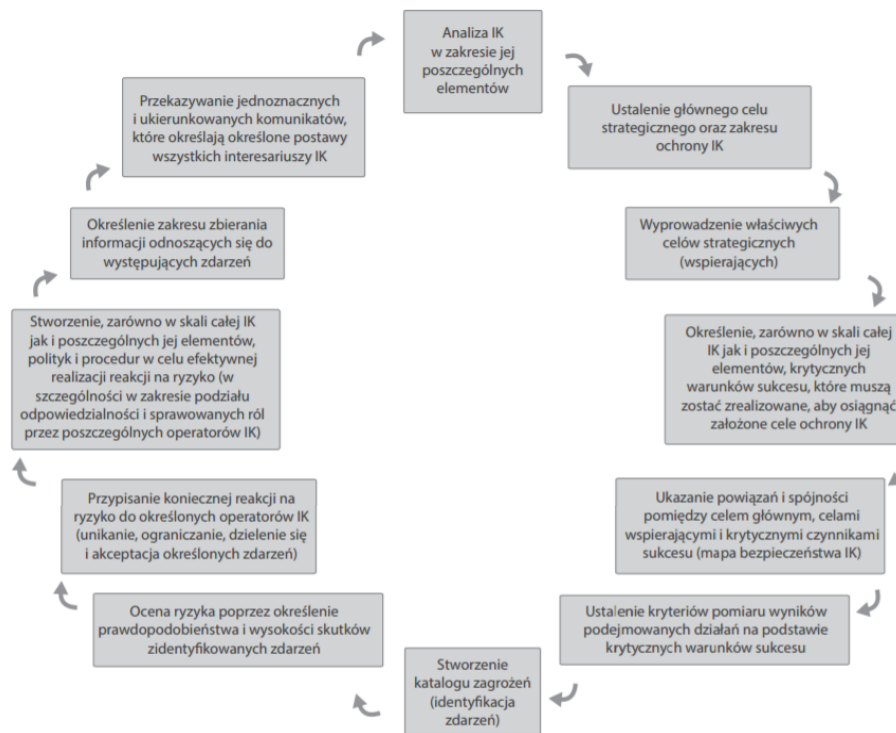 Analiza IK
w zakresie jej
poszczególnych
elementów
Ustalenie głównego celu
strategicznego oraz zakresu
ochrony IK
Wyprowadzenie właściwych
celów strategicznych
(wspierających)
Określenie, zarówno w skali całej
IK jak i poszczególnych jej
elementów, krytycznych
warunków sukcesu, które muszą
zostać zrealizowane, aby osiągnąć
założone cele ochrony IK
Ukazanie powiązań i spójności
pomiędzy celem głównym, celami
wspierającymi i krytycznymi czynnikami
sukcesu (mapa bezpieczeństwa IK)
Ustalenie kryteriów pomiaru wyników
podejmowanych działań na podstawie
krytycznych warunków sukcesu
Stworzenie
katalogu zagrożeń
(identyfikacja
zdarzeń)
Ocena ryzyka poprzez określenie
prawdopodobieństwa i wysokości skutków
zidentyfikowanych zdarzeń
Przypisanie koniecznej reakcji na
ryzyko do określonych operatorów IK
(unikanie, ograniczanie, dzielenie się
i akceptacja określonych zdarzeń)
Stworzenie, zarówno w skali całej IK
jak i poszczególnych jej elementów,
polityk i procedur w celu efektywnej
realizacji reakcji na ryzyko (w
szczególności w zakresie podziału
odpowiedzialności i sprawowanych ról
przez poszczególnych operatorów IK)
Określenie zakresu zbierania
informacji odnoszących się do
występujących zdarzeń
Przekazywanie jednoznacznych
i ukierunkowanych komunikatów,
które określają określone postawy
wszystkich interesariuszy IK